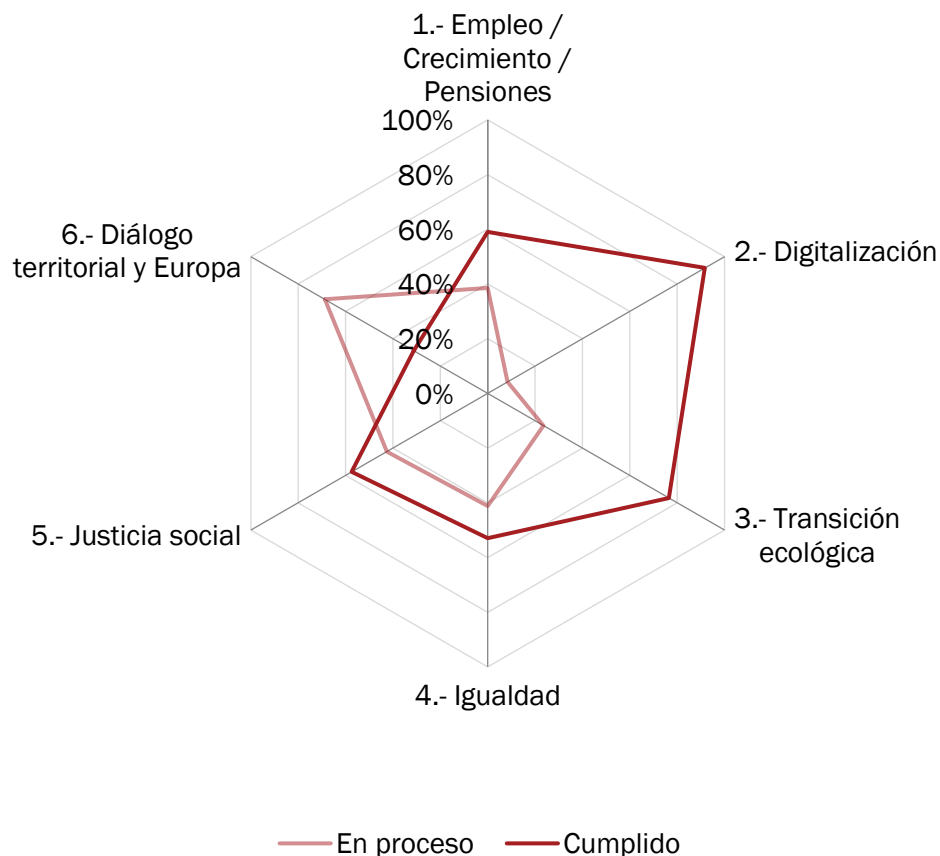 1.- Empleo /
Crecimiento /
Pensiones
100%
80%
60%
40%
20%
0%
2.- Digitalización
3.- Transición
ecológica
4.- Igualdad
5.- Justicia social
6.- Diálogo
territorial y Europa
En proceso
Cumplido